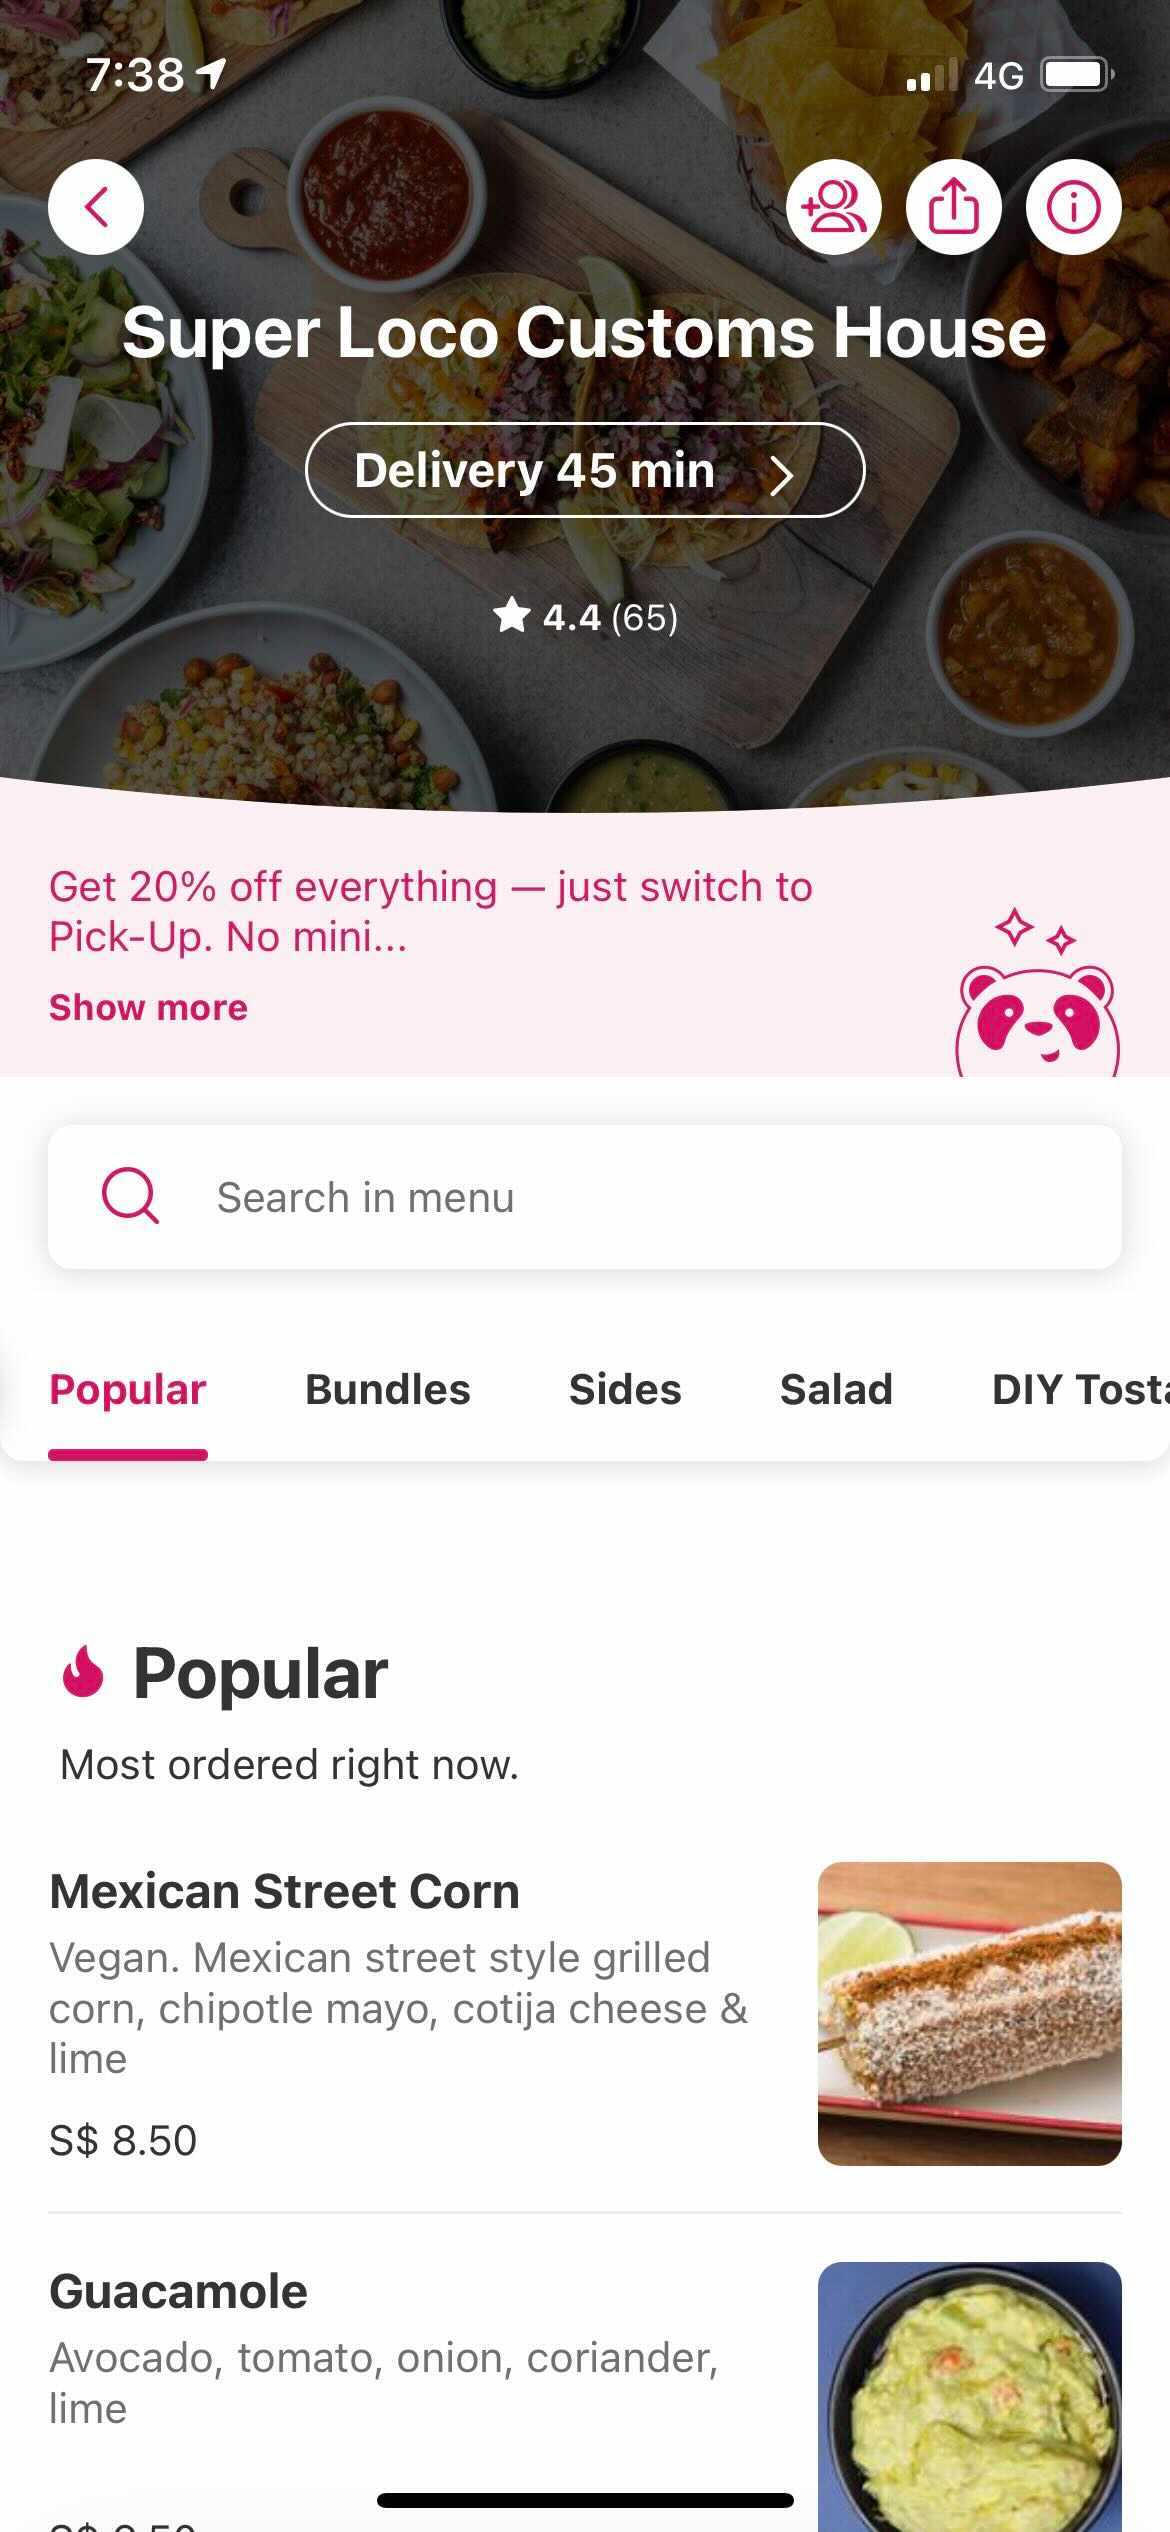 7:38
4G
Super Loco Customs House
Delivery 45 min
4.4 (65)
Get 20% off everything — just switch to
Pick-Up. No mini...
Show more
Search in menu
Popular Bundles Sides Salad DIY Tosta
Popular
Most ordered right now.
Mexican Street Corn
Vegan. Mexican street style grilled
corn, chipotle mayo, cotija cheese &
lime
S$ 8.50
Guacamole
Avocado, tomato, onion, coriander,
lime